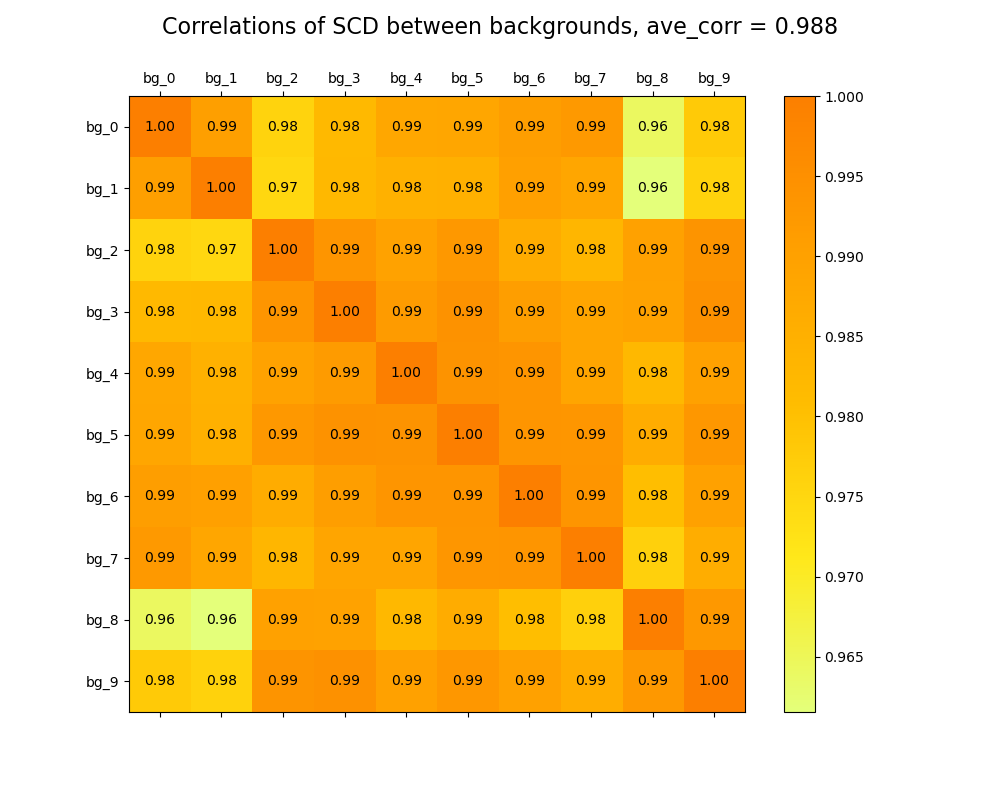 Correlations of SCD between backgrounds, ave_corr = 0.988
bg_0 bg_1 bg_2 bg_3 bg_4 bg_5 bg_6 bg_7 bg_8 bg_9
bg_0 1.00 0.99 0.98 0.98 0.99 0.99 0.99 0.99 0.96 0.98
bg_1 0.99 1.00 0.97 0.98 0.98 0.98 0.99 0.99 0.96 0.98
bg_2 0.98 0.97 1.00 0.99 0.99 0.99 0.99 0.98 0.99 0.99
bg_3 0.98 0.98 0.99 1.00 0.99 0.99 0.99 0.99 0.99 0.99
bg_4 0.99 0.98 0.99 0.99 1.00 0.99 0.99 0.99 0.98 0.99
bg_5 0.99 0.98 0.99 0.99 0.99 1.00 0.99 0.99 0.99 0.99
bg_6 0.99 0.99 0.99 0.99 0.99 0.99 1.00 0.99 0.98 0.99
bg_7 0.99 0.99 0.98 0.99 0.99 0.99 0.99 1.00 0.98 0.99
bg_8 0.96 0.96 0.99 0.99 0.98 0.99 0.98 0.98 1.00 0.99
bg_9 0.98 0.98 0.99 0.99 0.99 0.99 0.99 0.99 0.99 1.00
1.000
0.995
0.990
0.985
0.980
0.975
0.970
0.965